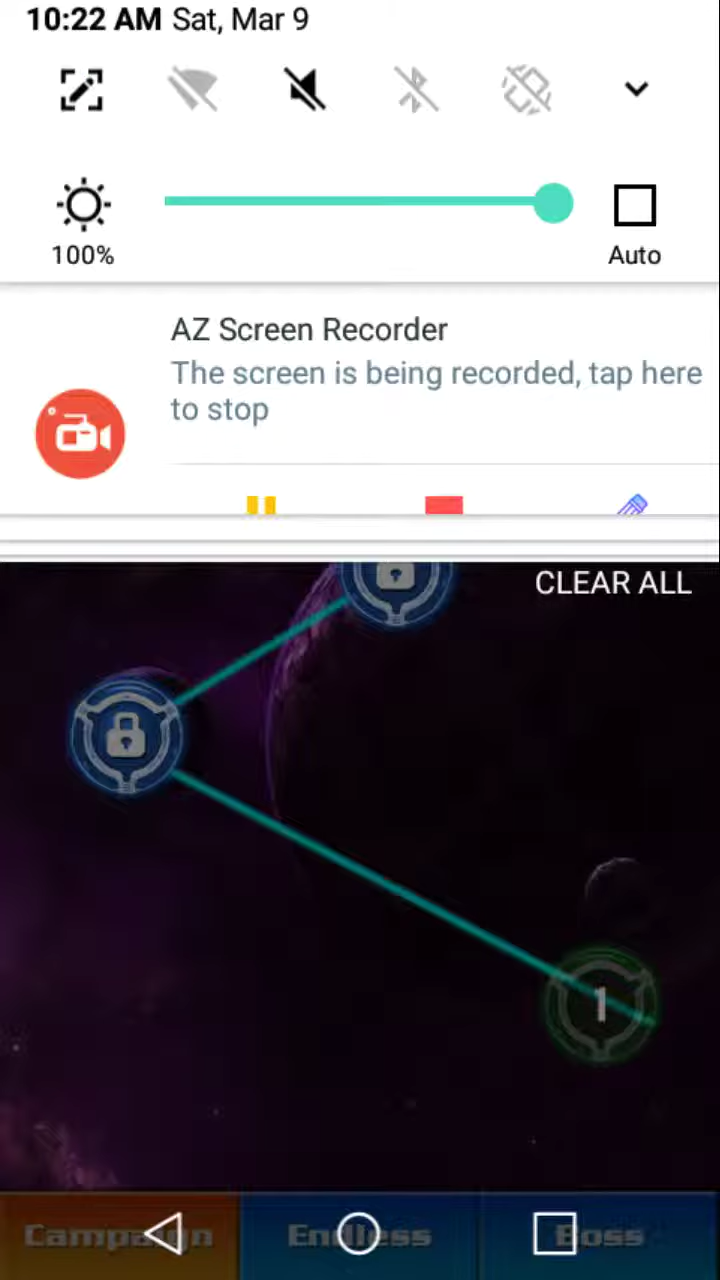 10:22 AM Sat, Mar 9
100%
Auto
AZ Screen Recorder
The screen is being recorded, tap here
to stop
CLEAR ALL
1
Campaign
Endless
Boss